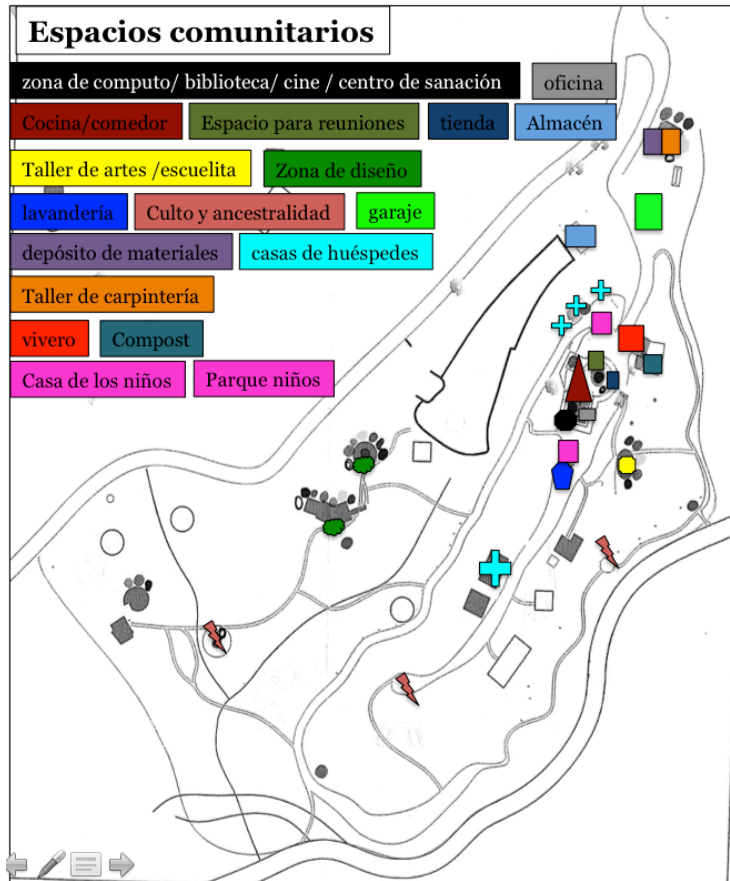 Espacios comunitarios
zona de computo/ biblioteca/ cine / centro de sanación oficina
Cocina/comedor Espacio para reuniones tienda Almacén
Taller de artes /escuelita Zona de diseño
lavandería Culto y ancestralidad garaje
depósito de materiales casas de huéspedes
Taller de carpintería
vivero Compost
Casa de los niños Parque niños